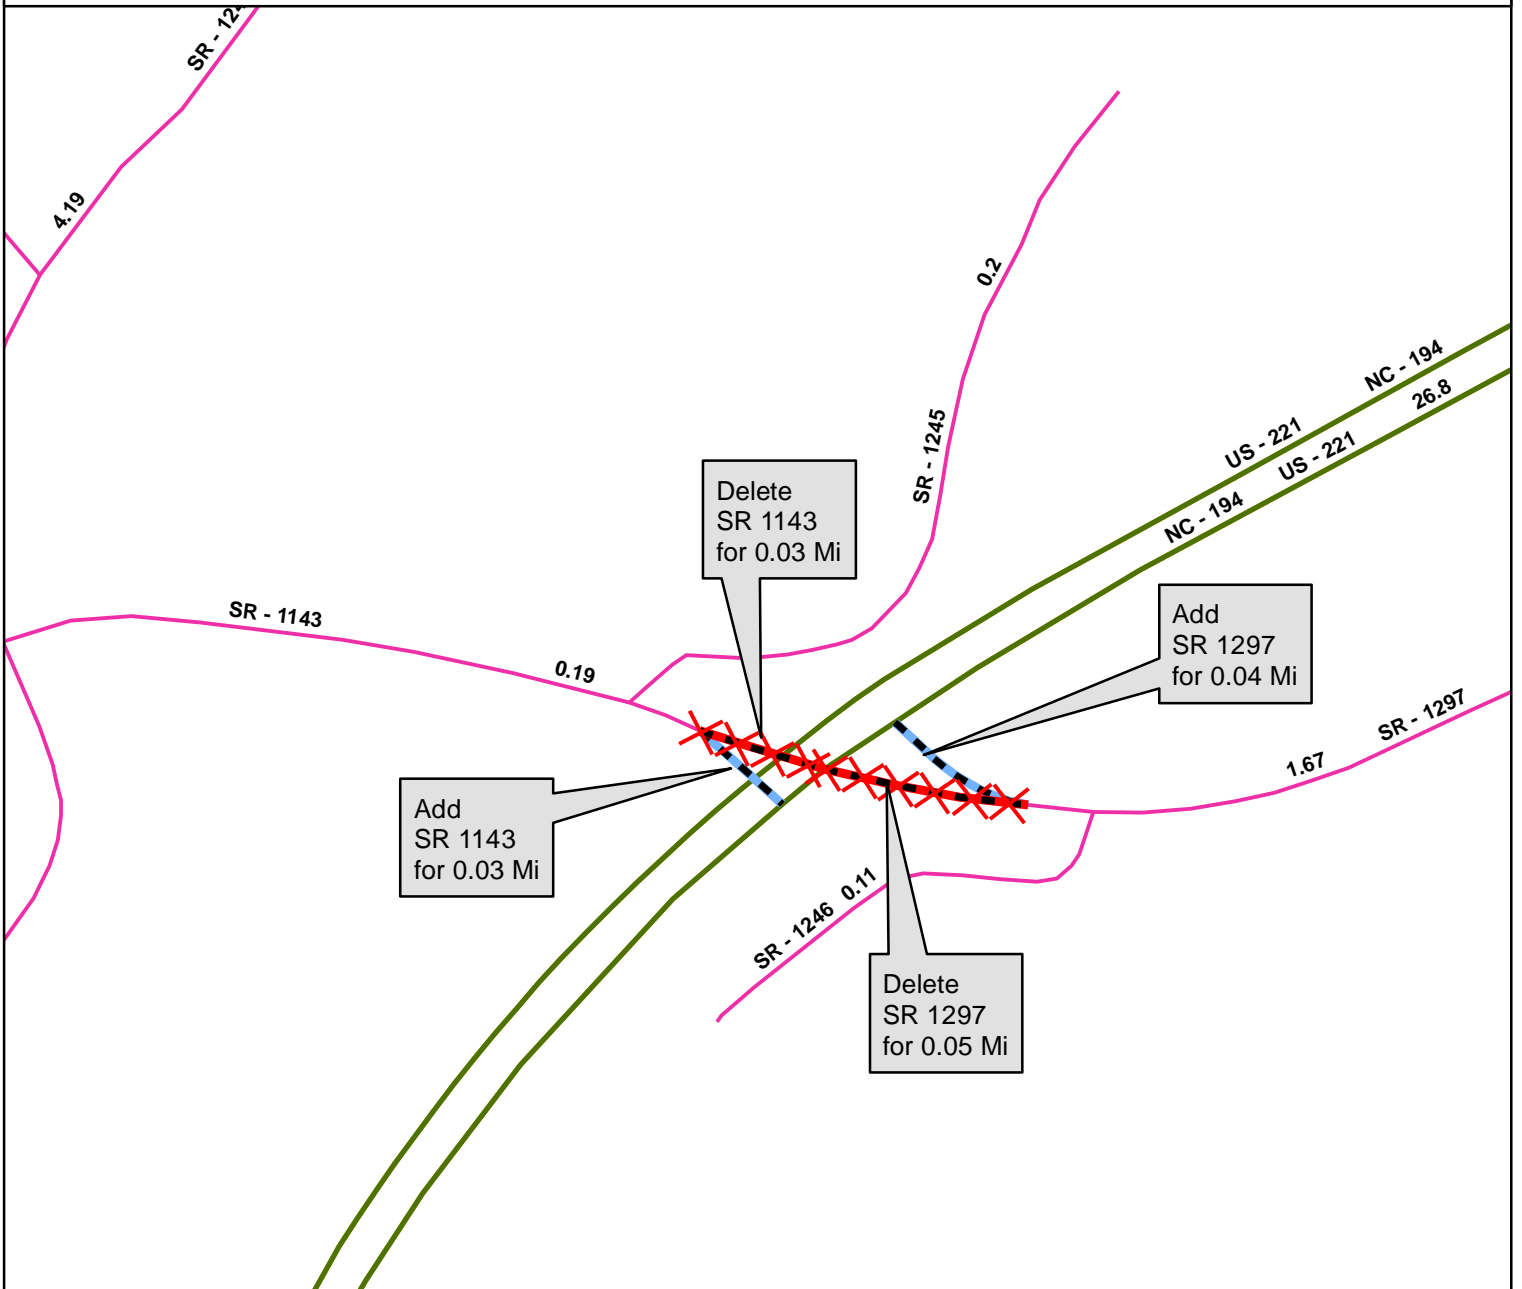 SR - 124
4.19
0.2
NC - 194
26.8
US - 221
US - 221
SR - 1245
NC - 194
Delete
SR 1143
for 0.03 Mi
Add
SR 1297
for 0.04 Mi
SR - 1143
0.19
SR - 1297
1.67
Add
SR 1143
for 0.03 Mi
0.11
SR - 1246
Delete
SR 1297
for 0.05 Mi